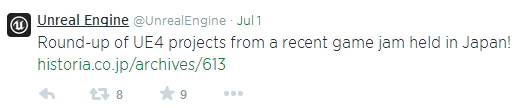 Unreal Engine @UnrealEngine · Jul 1
Round-up of UE4 projects from a recent game jam held in Japan!
historia.co.jp/archives/613
8 9